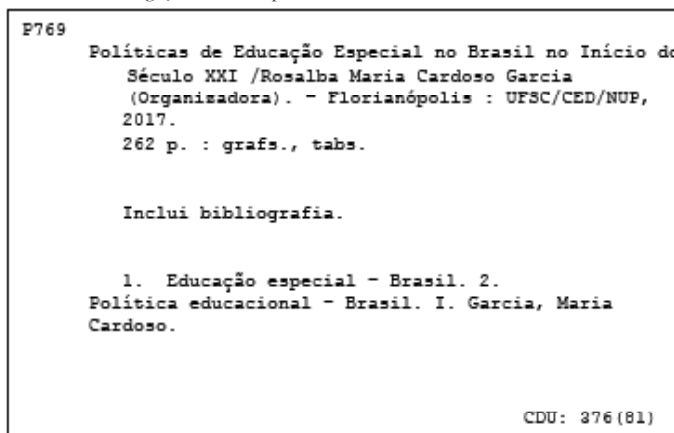 P769
Políticas de Educação Especial no Brasil no Início do
Século XXI /Rosalba Maria Cardoso Garcia
(Organizadora). - Florianópolis : UFSC/CED/NUP,
2017.
262 p. : grafs., tabs.
Inclui bibliografia.
1. Educação especial - Brasil. 2.
Política educacional - Brasil. I. Garcia, Maria
Cardoso.
CDU: 376(81)